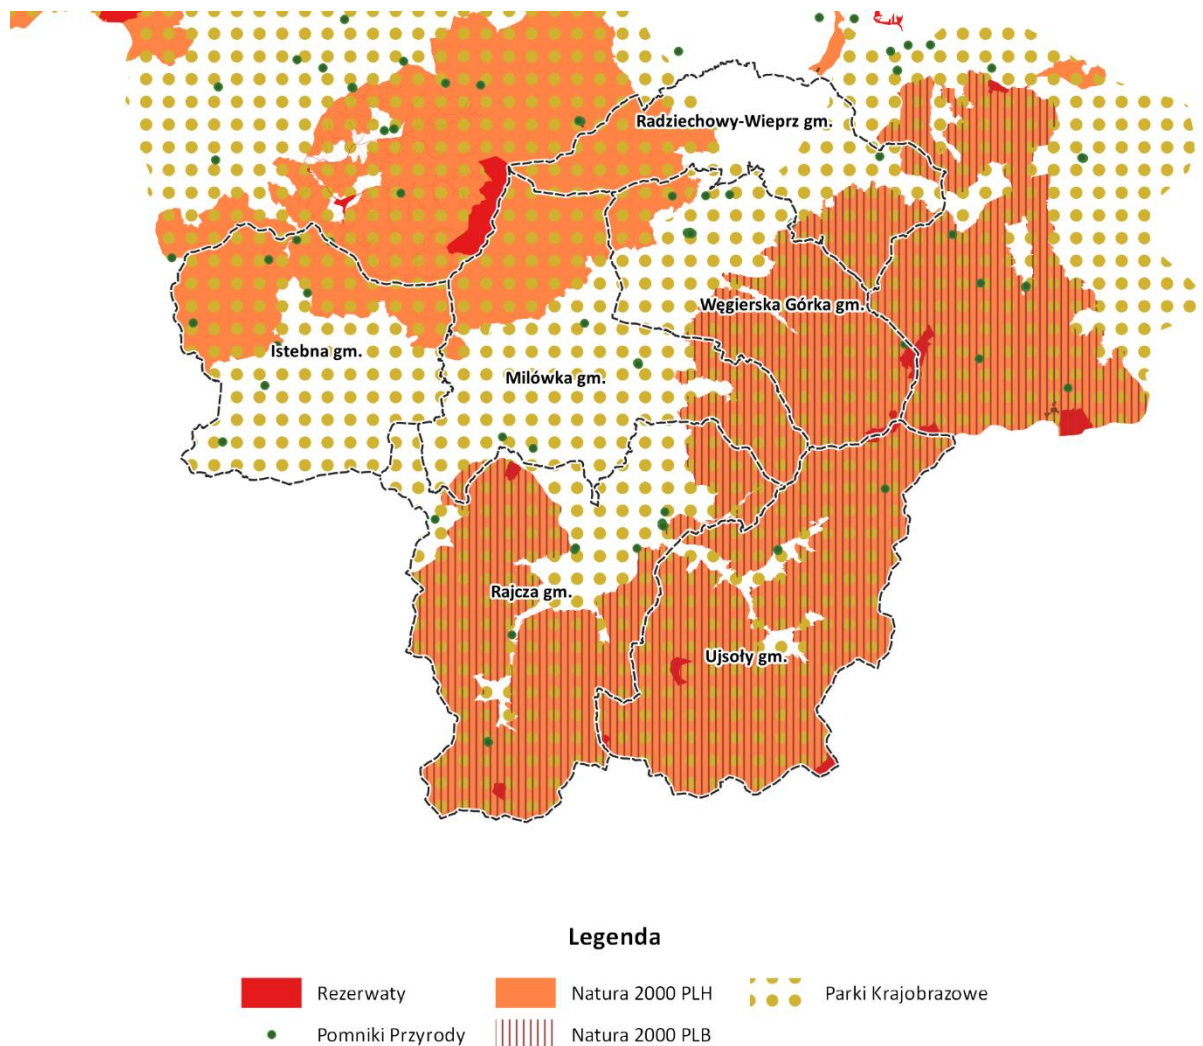 Radziechowy-Wieprz gm.
Węgierska Górka gm.
Istebna gm.
Milówka gm.
Rajcza gm.
Ujsoły gm.
Legenda
Rezerwaty
Natura 2000 PLH
Parki Krajobrazowe
Pomniki Przyrody
Natura 2000 PLB